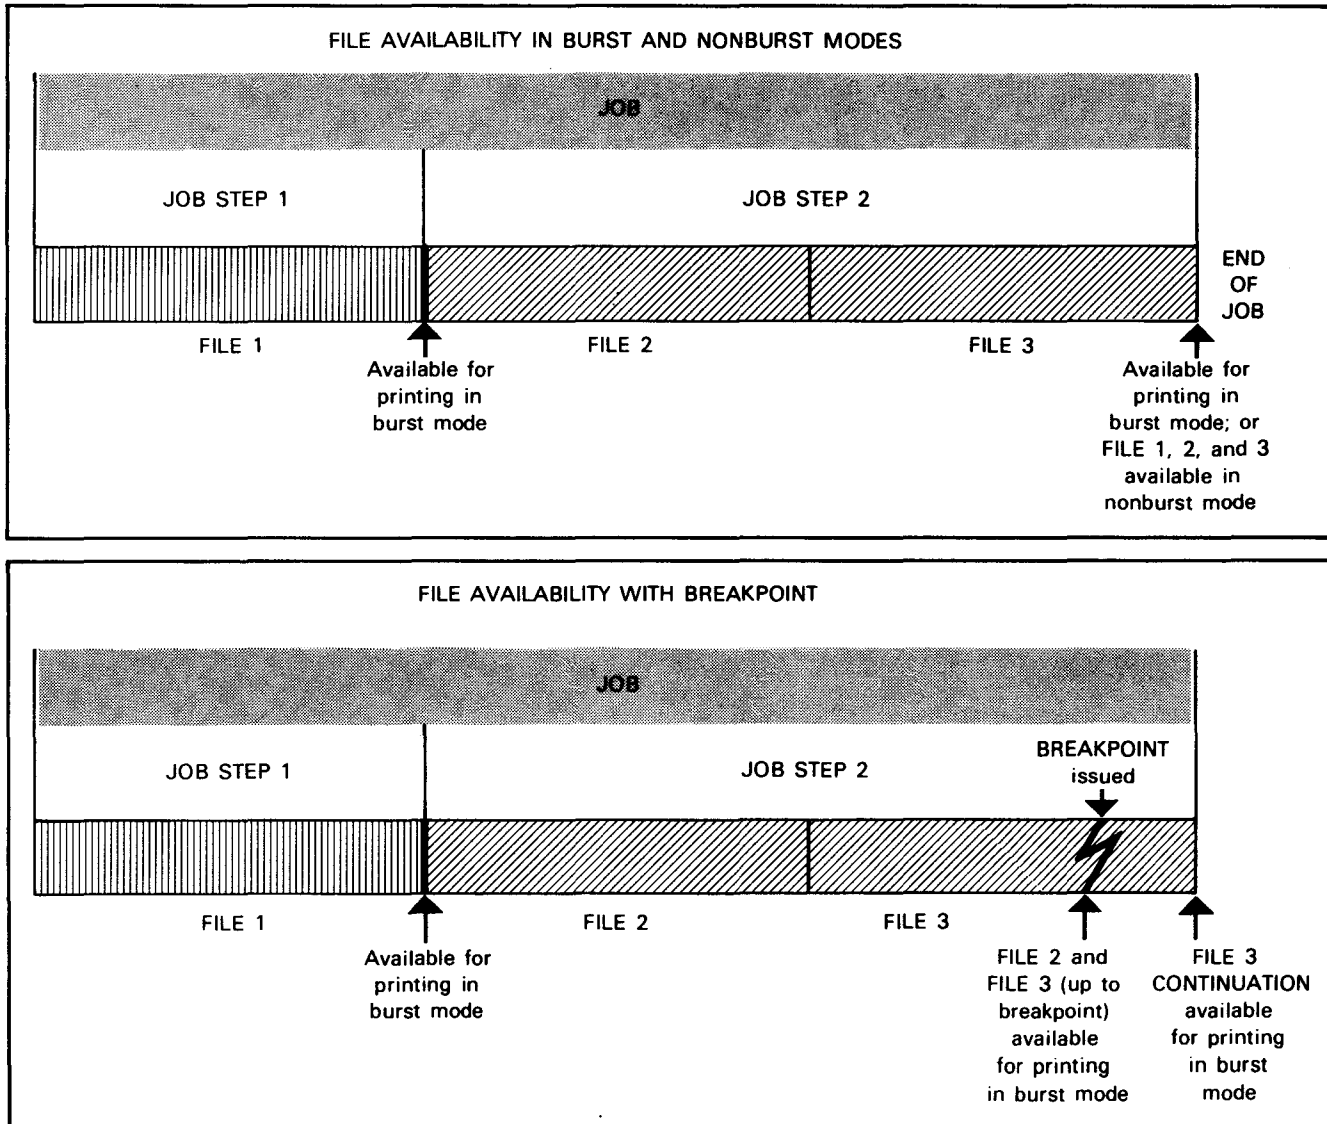 FILE AVAILABILITY IN BURST AND NONBURST MODES
JOB
JOB STEP 1
JOB STEP 2
END
OF
JOB
FILE 1
FILE 2
FILE 3
Available for
printing in
burst mode
Available for
printing in
burst mode; or
FILE 1, 2, and 3
available in
nonburst mode
FILE AVAILABILITY WITH BREAKPOINT
JOB
JOB STEP 1
JOB STEP 2
BREAKPOINT
issued
FILE 1
FILE 2
FILE 3
Available for
printing in
burst mode
FILE 2 and
FILE 3 (up to
breakpoint)
available
for printing
in burst mode
FILE 3
CONTINUATION
available
for printing
in burst
mode